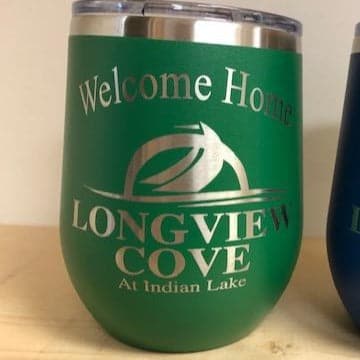 Welcome Home
LONGVIEW
COVE
At Indian Lake